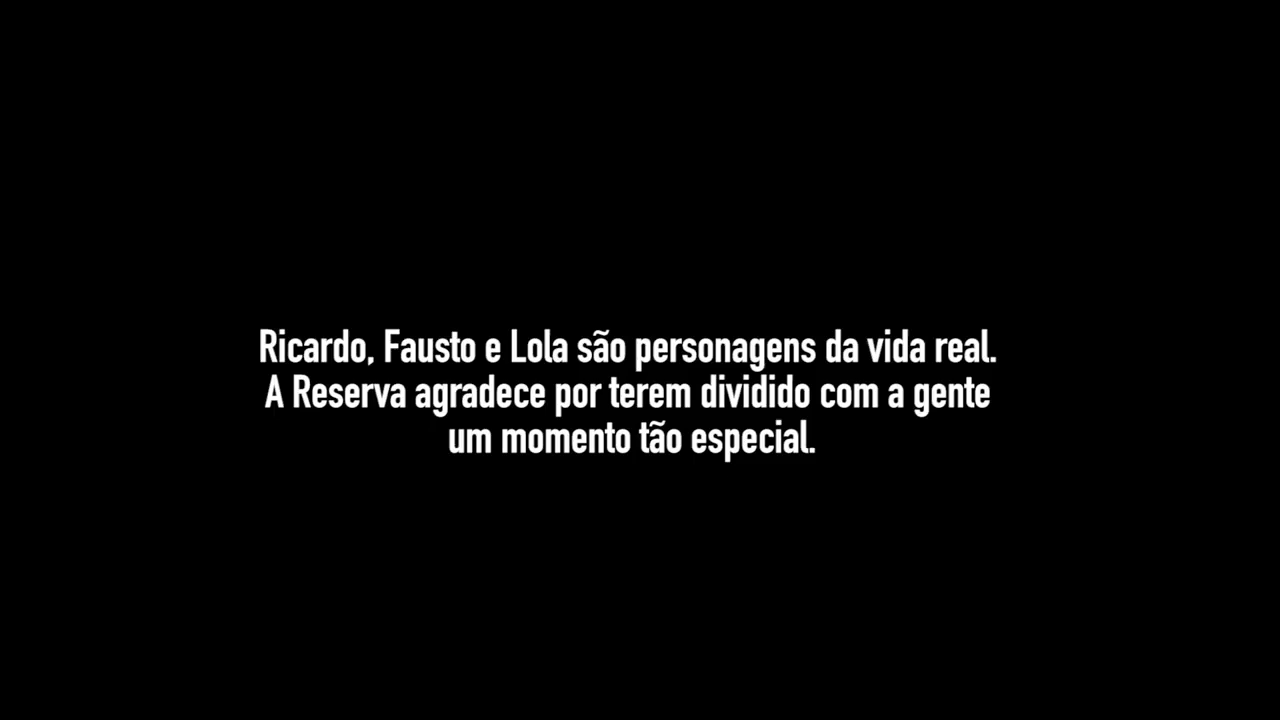 Ricardo, Fausto e Lola são personagens da vida real.
A Reserva agradece por terem dividido com a gente
um momento tão especial.